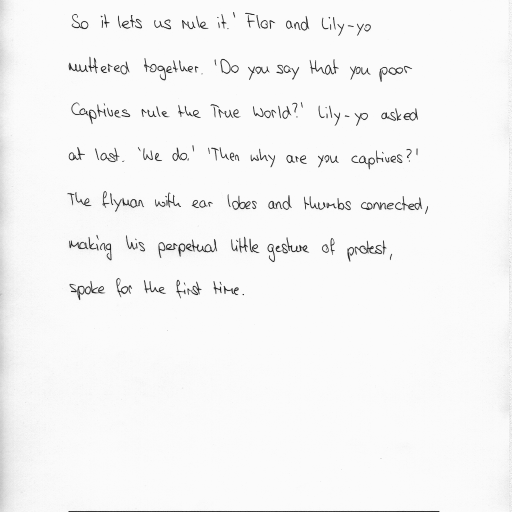 So it lets us rule it.' Flor and Lily-yo
muttered together. 'Do you say that you poor
Captives rule the True World?' Lily-yo asked
at last. 'We do.' 'Then why are you captives?'
The flyman with ear lobes and thumbs connected,
making his perpetual little gesture of protest,
spoke for the first time.